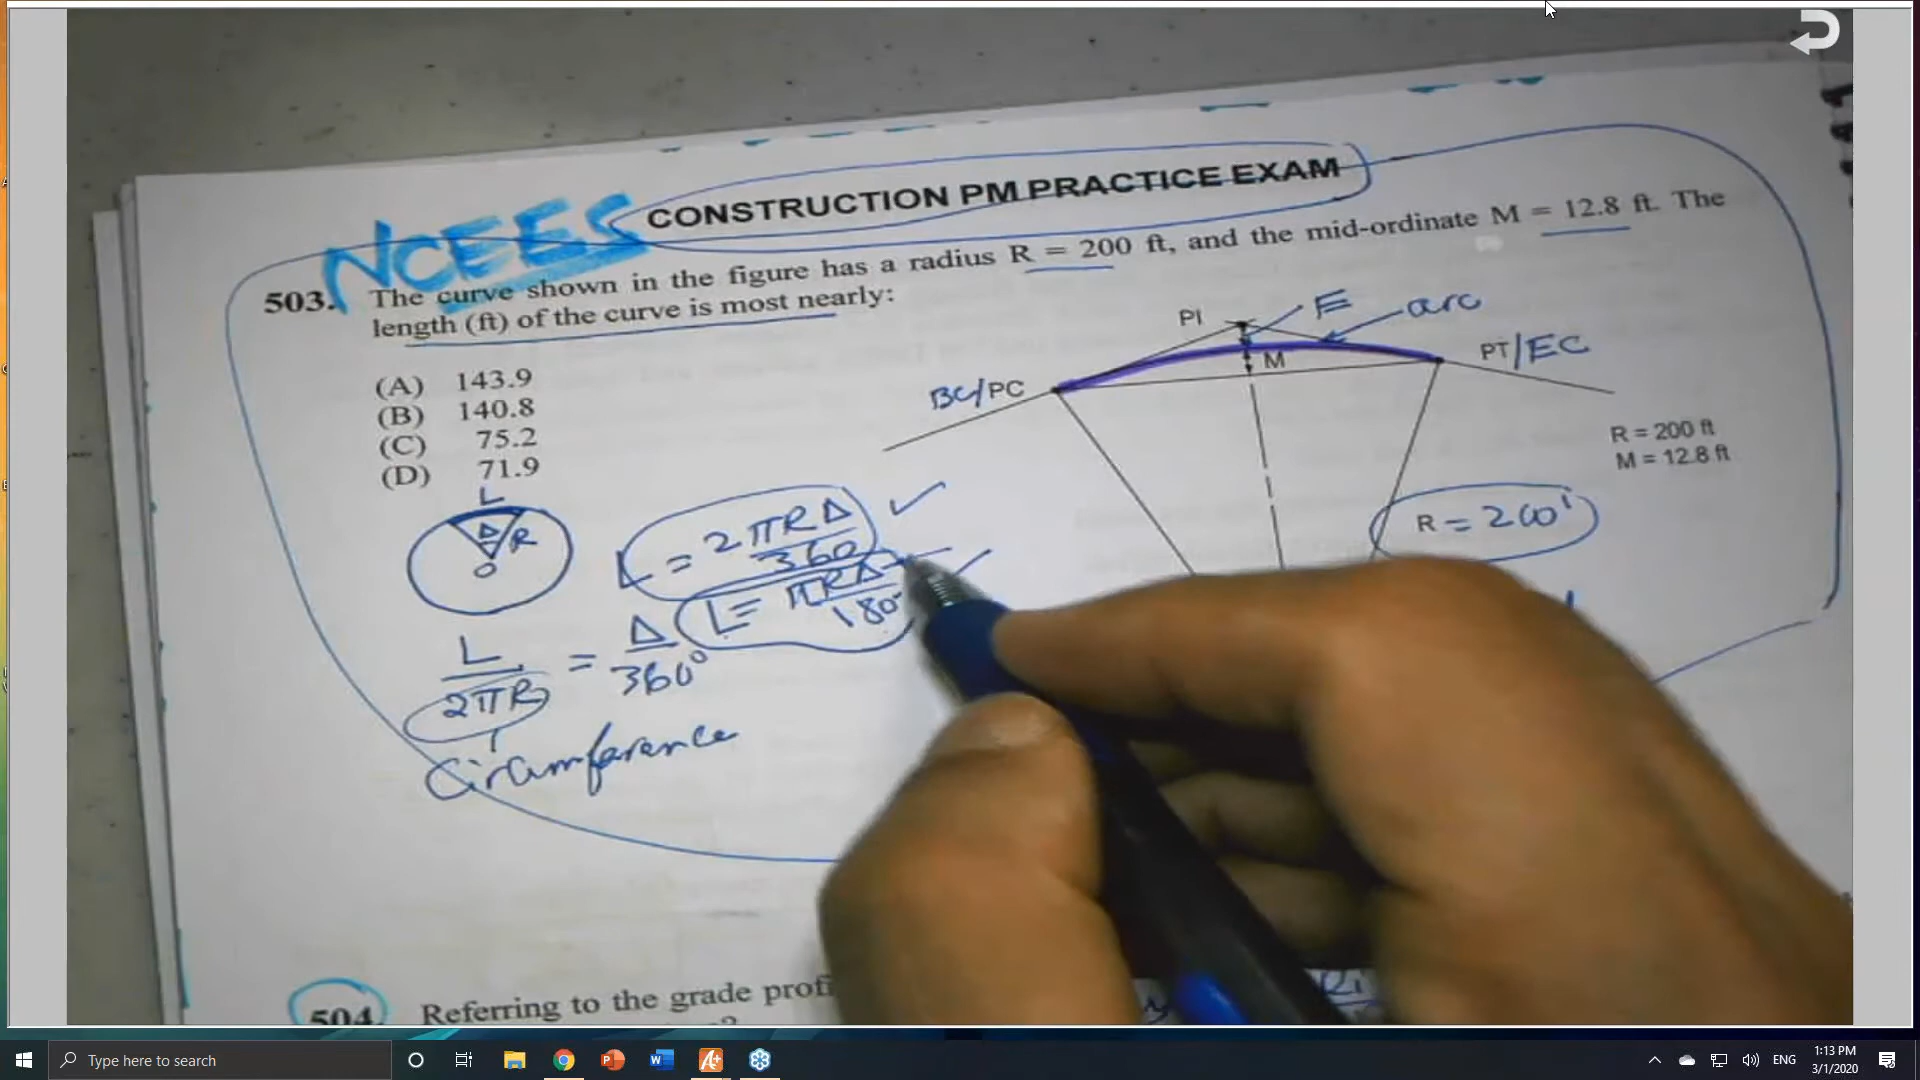 CONSTRUCTION PM PRACTICE EXAM
NCEES
503. The curve shown in the figure has a radius R = 200 ft, and the mid-ordinate M = 12.8 ft. The
length (ft) of the curve is most nearly:
(A) 143.9
(B) 140.8
(C) 75.2
(D) 71.9
PI
E
arc
M
PT/EC
BC/PC
R = 200 ft
M = 12.8 ft
R = 200'
L
Δ
R
O
L = 2πRΔ
360
L = πRΔ
180°
L = Δ
2πR 360°
Circumference
504. Referring to the grade
Type here to search
ENG
1:13 PM
3/1/2020